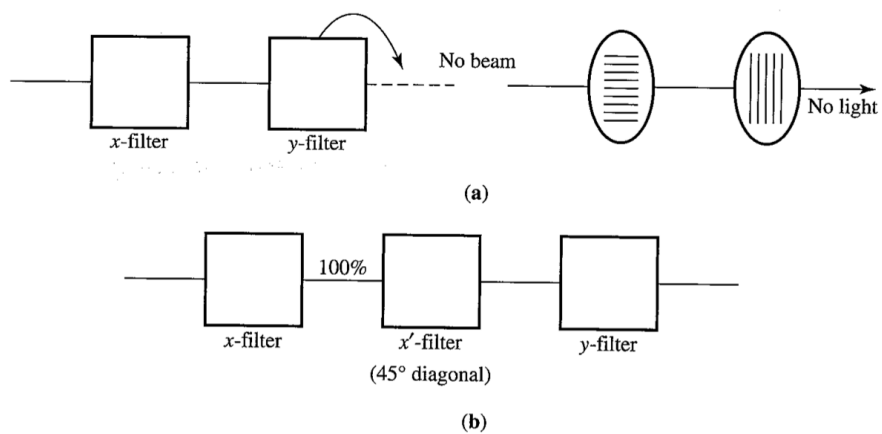 No beam
No light
x-filter
y-filter
(a)
100%
x′-filter
x-filter
y-filter
(45° diagonal)
(b)